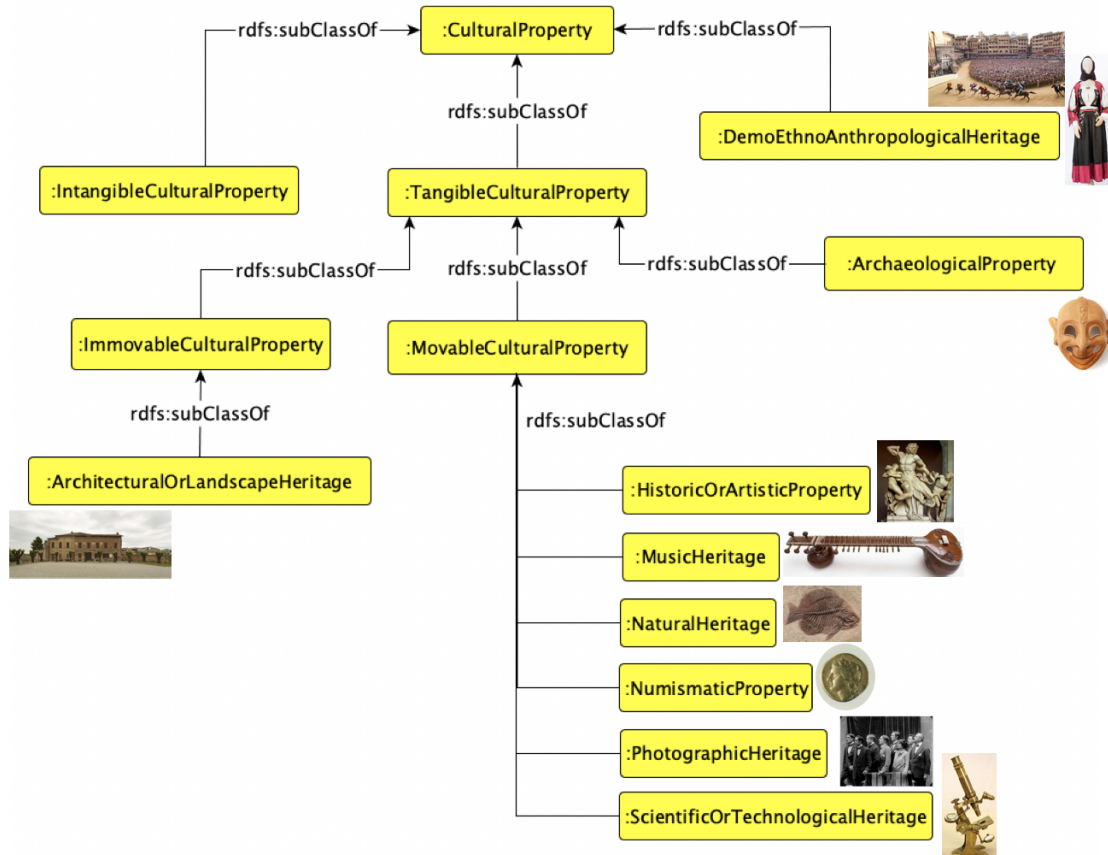 rdfs:subClassOf
:CulturalProperty
rdfs:subClassOf
rdfs:subClassOf
:DemoEthnoAnthropologicalHeritage
:IntangibleCulturalProperty
:TangibleCulturalProperty
rdfs:subClassOf
rdfs:subClassOf
rdfs:subClassOf
:ArchaeologicalProperty
:ImmovableCulturalProperty
:MovableCulturalProperty
rdfs:subClassOf
rdfs:subClassOf
:ArchitecturalOrLandscapeHeritage
:HistoricOrArtisticProperty
:MusicHeritage
:NaturalHeritage
:NumismaticProperty
:PhotographicHeritage
:ScientificOrTechnologicalHeritage